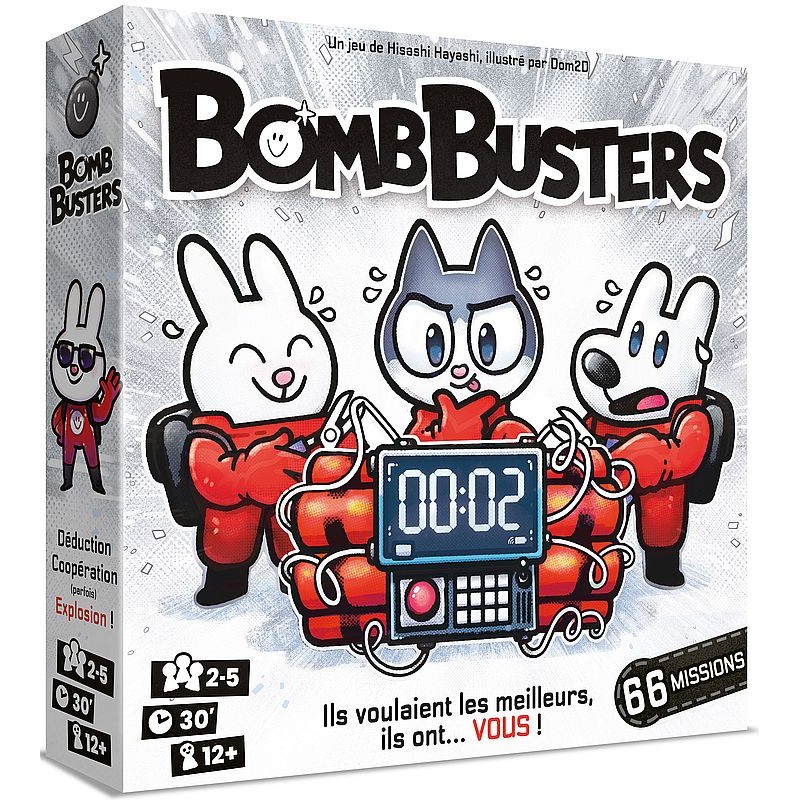 Un jeu de Hisashi Hayashi, illustré par Dom2D
BOMBBUSTERS
BOMB
BUSTERS
Déduction
Coopération
(parfois)
Explosion !
2-5
30'
12+
00:02
2-5
30'
12+
Ils voulaient les meilleurs,
ils ont... VOUS !
66 MISSIONS